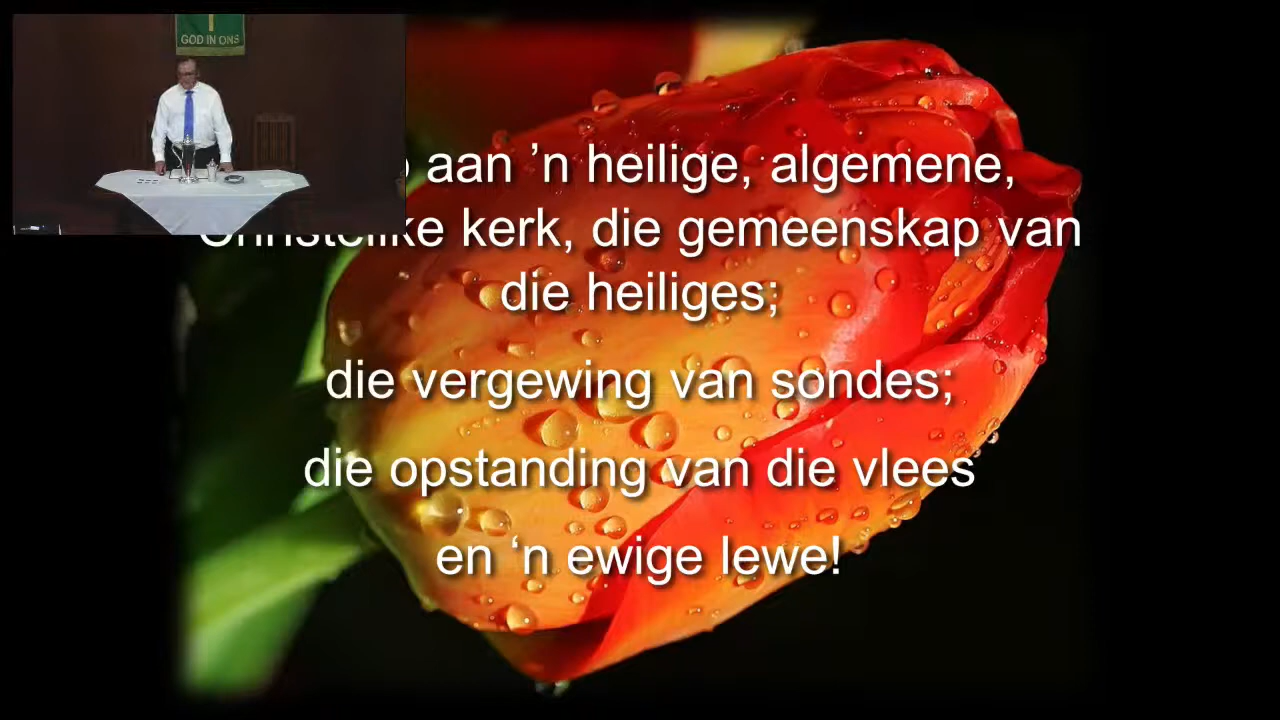 GOD IN ONS
aan ’n heilige, algemene,
Christelike kerk, die gemeenskap van
die heiliges;
die vergewing van sondes;
die opstanding van die vlees
en ‘n ewige lewe!